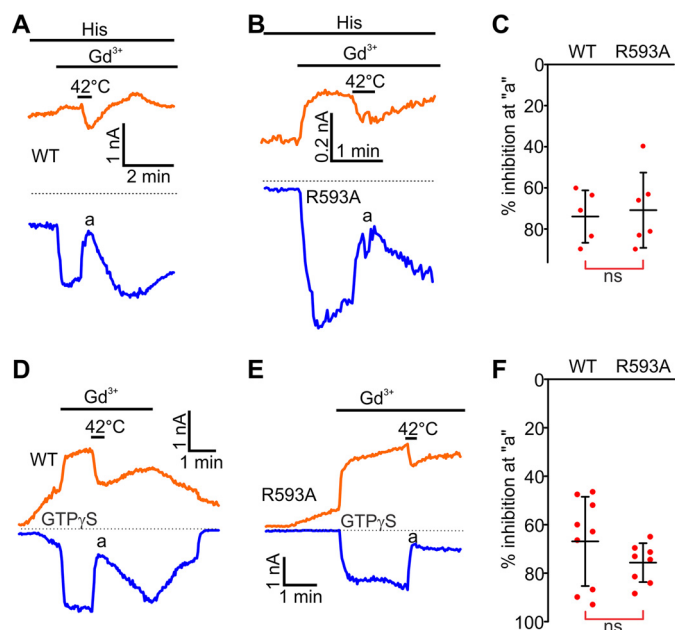 A
His
Gd³⁺
42°C
WT
1 nA
2 min
a
B
His
Gd³⁺
42°C
0.2 nA
1 min
R593A
a
C
WT R593A
% inhibition at "a"
0
20
40
60
80
ns
D
Gd³⁺
42°C
1 nA
1 min
WT
GTPγS
a
E
Gd³⁺
42°C
R593A
GTPγS
a
1 nA
1 min
F
WT R593A
% inhibition at "a"
0
20
40
60
80
100
ns